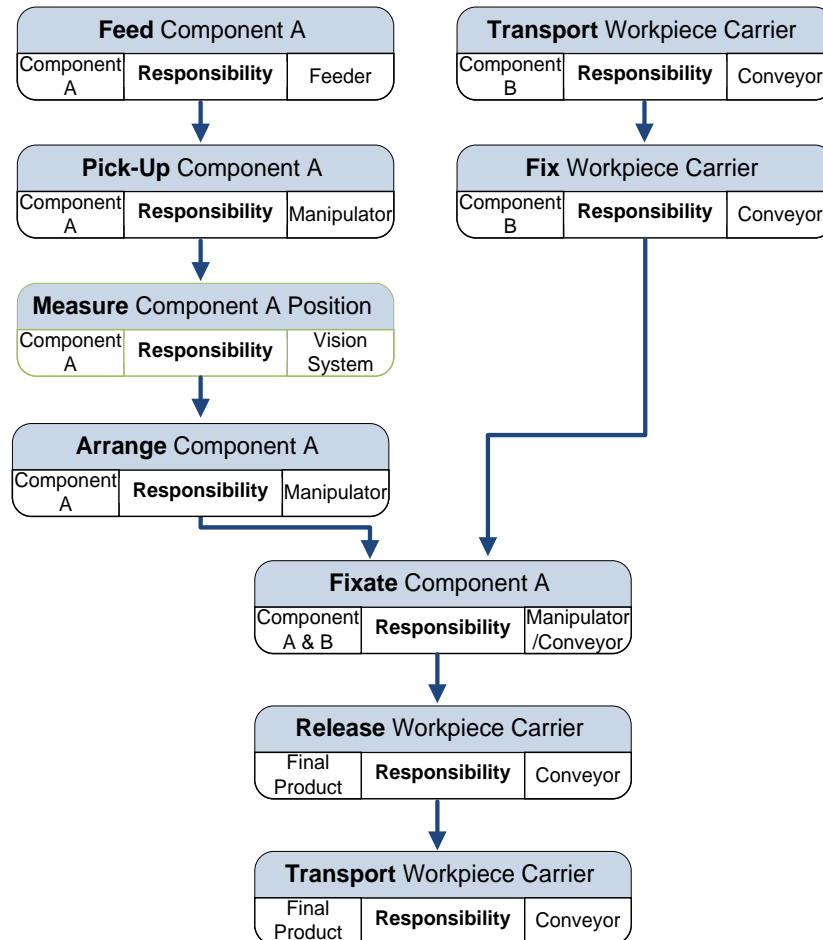 Feed Component A
Component
A
Responsibility
Feeder
Transport Workpiece Carrier
Component
B
Responsibility
Conveyor
Pick-Up Component A
Component
A
Responsibility
Manipulator
Fix Workpiece Carrier
Component
B
Responsibility
Conveyor
Measure Component A Position
Component
A
Responsibility
Vision
System
Arrange Component A
Component
A
Responsibility
Manipulator
Fixate Component A
Component
A & B
Responsibility
Manipulator
/Conveyor
Release Workpiece Carrier
Final
Product
Responsibility
Conveyor
Transport Workpiece Carrier
Final
Product
Responsibility
Conveyor